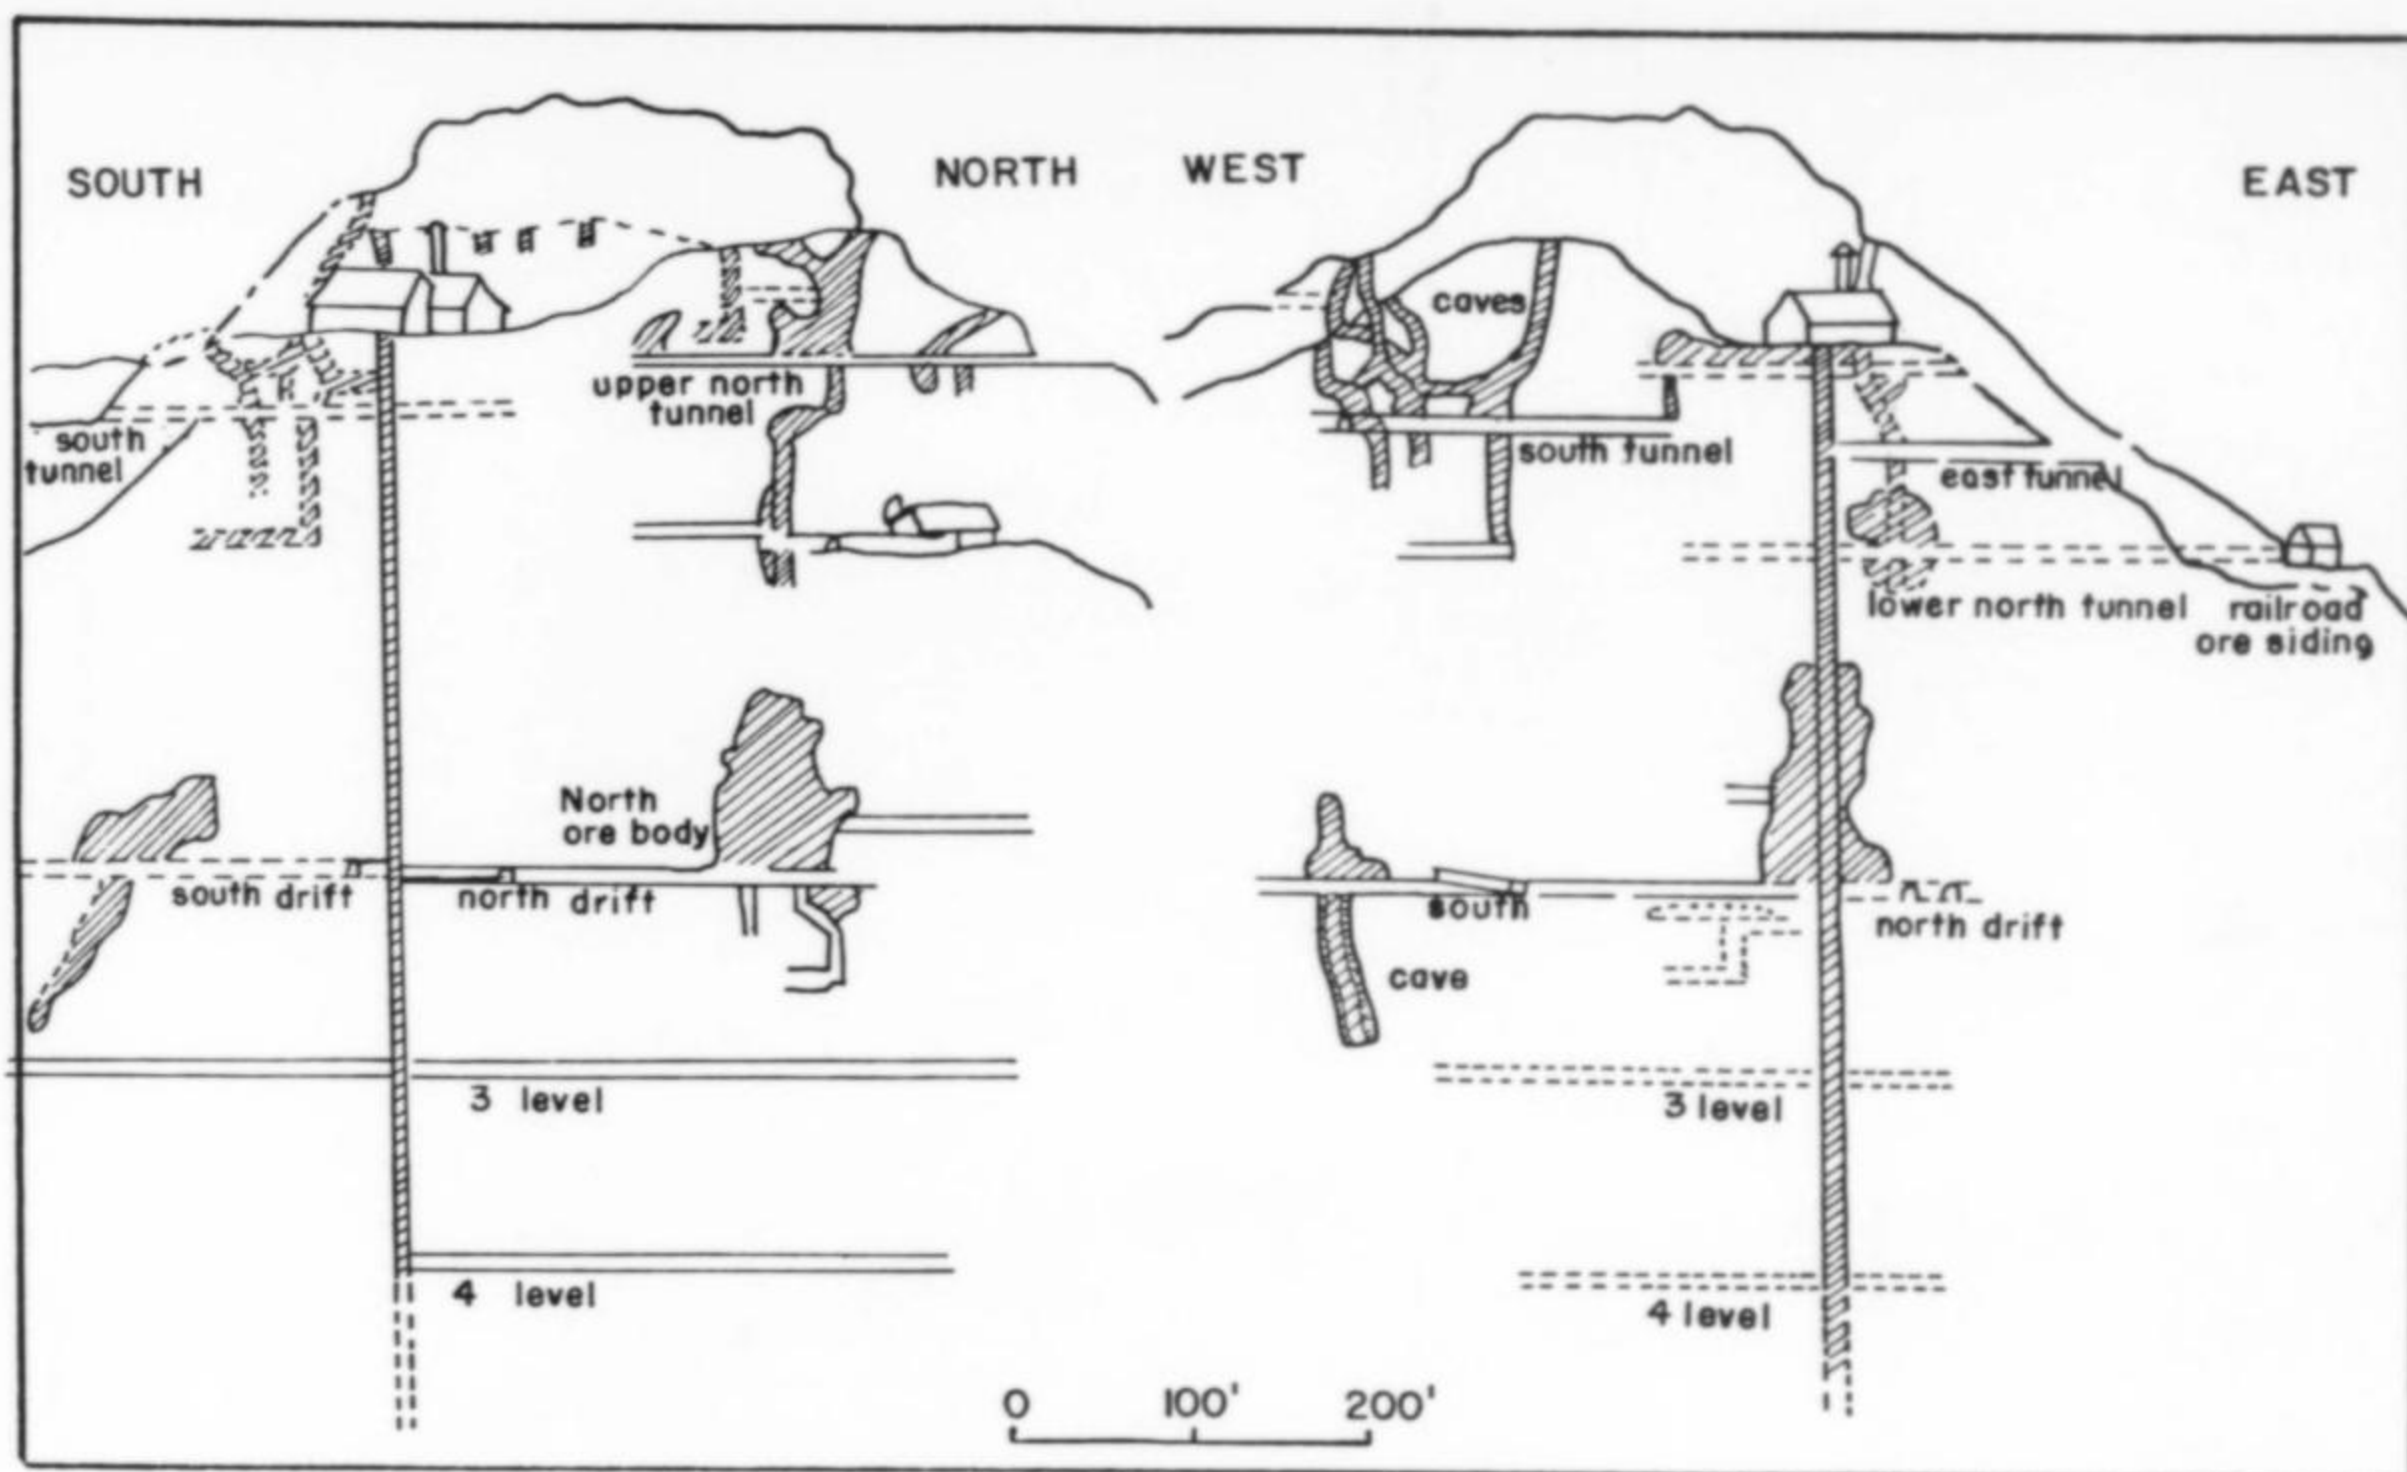 SOUTH
NORTH
WEST
EAST
caves
upper north
tunnel
south
tunnel
south tunnel
east tunnel
lower north tunnel
railroad
ore siding
North
ore body
south drift
north drift
south
north drift
cave
3 level
3 level
4 level
4 level
0 100' 200'